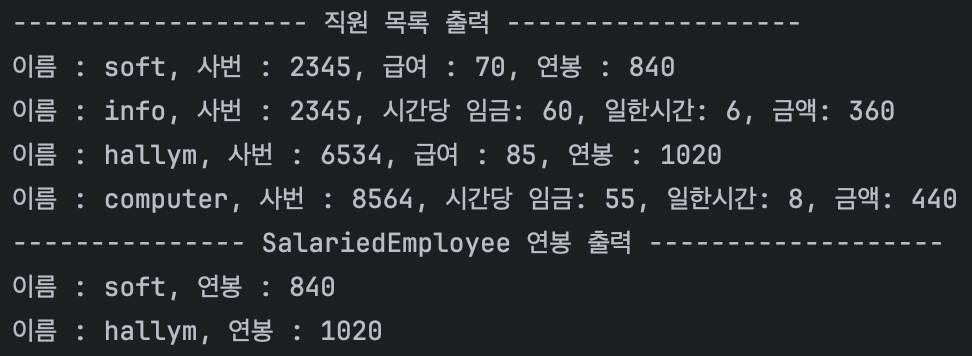 ------------------- 직원 목록 출력 -------------------
이름 : soft, 사번 : 2345, 급여 : 70, 연봉 : 840
이름 : info, 사번 : 2345, 시간당 임금: 60, 일한시간: 6, 금액: 360
이름 : hallym, 사번 : 6534, 급여 : 85, 연봉 : 1020
이름 : computer, 사번 : 8564, 시간당 임금: 55, 일한시간: 8, 금액: 440
--------------- SalariedEmployee 연봉 출력 -------------------
이름 : soft, 연봉 : 840
이름 : hallym, 연봉 : 1020